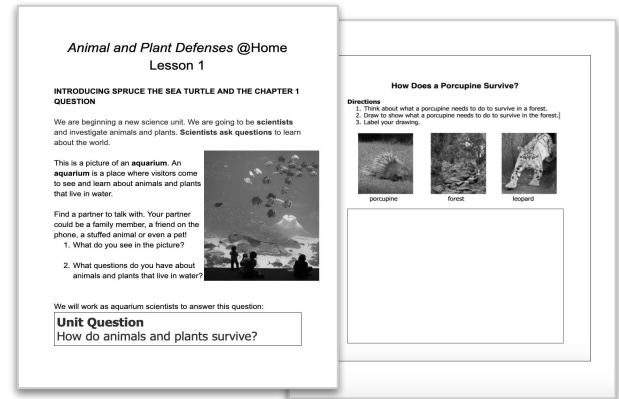 Animal and Plant Defenses @Home
Lesson 1
INTRODUCING SPRUCE THE SEA TURTLE AND THE CHAPTER 1
QUESTION
We are beginning a new science unit. We are going to be scientists
and investigate animals and plants. Scientists ask questions to learn
about the world.
This is a picture of an aquarium. An
aquarium is a place where visitors come
to see and learn about animals and plants
that live in water.
Find a partner to talk with. Your partner
could be a family member, a friend on the
phone, a stuffed animal or even a pet!
1. What do you see in the picture?
2. What questions do you have about
animals and plants that live in water?
We will work as aquarium scientists to answer this question:
Unit Question
How do animals and plants survive?
How Does a Porcupine Survive?
Directions
1. Think about what a porcupine needs to do to survive in a forest.
2. Draw to show what a porcupine needs to do to survive in the forest.
3. Label your drawing.
porcupine
forest
leopard